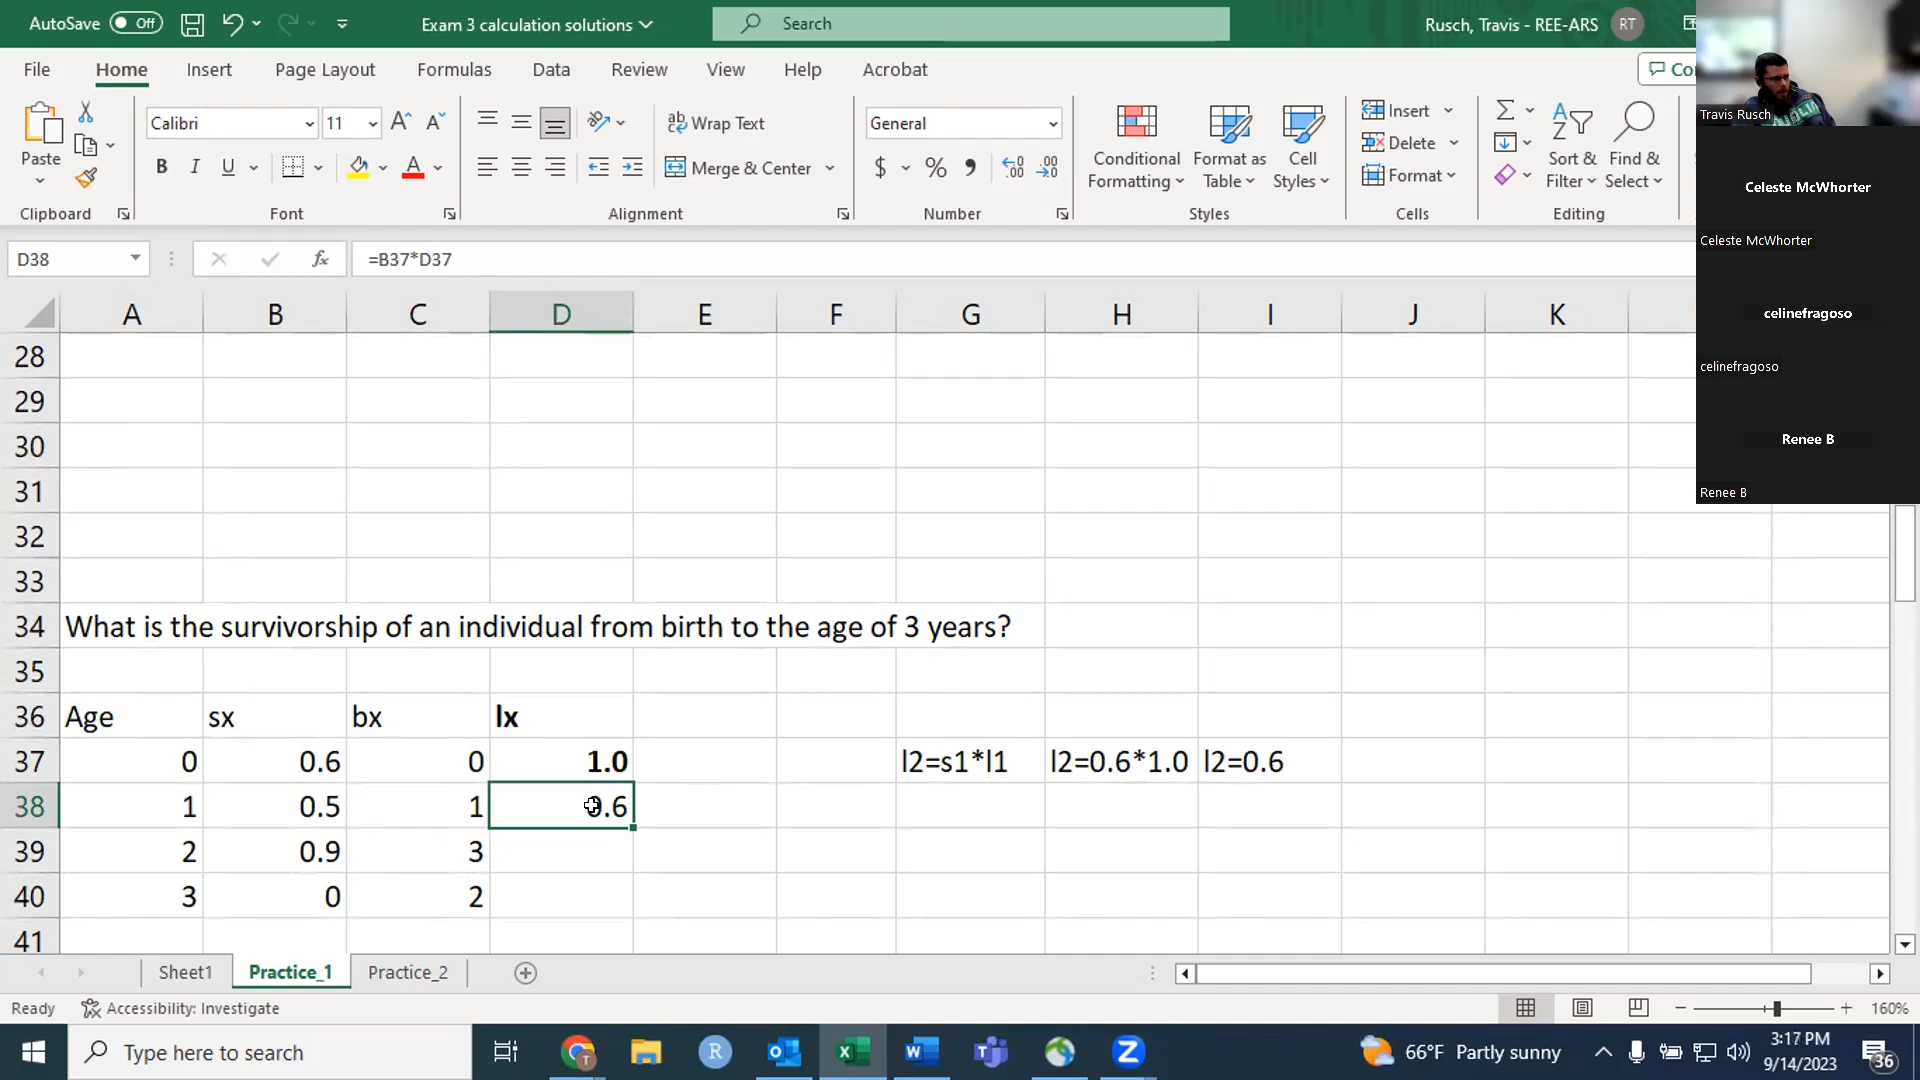 AutoSave Off
Exam 3 calculation solutions
Search
Rusch, Travis - REE-ARS RT
File Home Insert Page Layout Formulas Data Review View Help Acrobat
Paste
Clipboard
Calibri 11
B I U A
Font
Wrap Text
Merge & Center
Alignment
General
$ %
Number
Conditional Formatting
Format as Table
Cell Styles
Styles
Insert
Delete
Format
Cells
Sort & Filter
Find & Select
Editing
Travis Rusch
Celeste McWhorter
Celeste McWhorter
celinefragoso
celinefragoso
Renee B
Renee B
D38 fx =B37*D37
A B C D E F G H I J K
28
29
30
31
32
33
34 What is the survivorship of an individual from birth to the age of 3 years?
35
36 Age sx bx lx
37 0 0.6 0 1.0 l2=s1*l1 l2=0.6*1.0 l2=0.6
38 1 0.5 1 0.6
39 2 0.9 3
40 3 0 2
41
Sheet1 Practice_1 Practice_2
Ready Accessibility: Investigate 160%
Type here to search
66°F Partly sunny
3:17 PM
9/14/2023
36